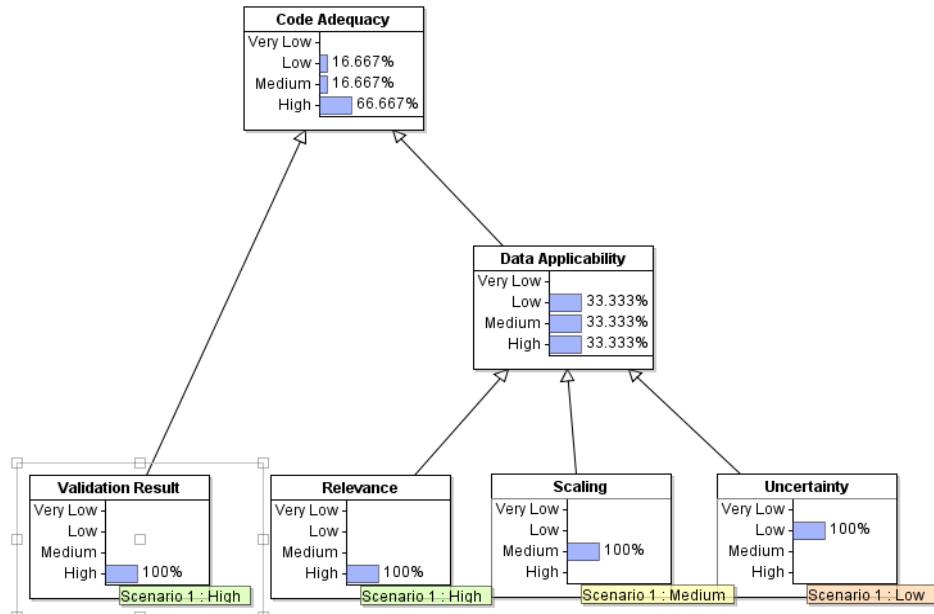 Code Adequacy
Very Low
Low 16.667%
Medium 16.667%
High 66.667%
Data Applicability
Very Low
Low 33.333%
Medium 33.333%
High 33.333%
Validation Result
Very Low
Low
Medium
High 100%
Scenario 1 : High
Relevance
Very Low
Low
Medium
High 100%
Scenario 1 : High
Scaling
Very Low
Low
Medium 100%
High
Scenario 1 : Medium
Uncertainty
Very Low
Low 100%
Medium
High
Scenario 1 : Low